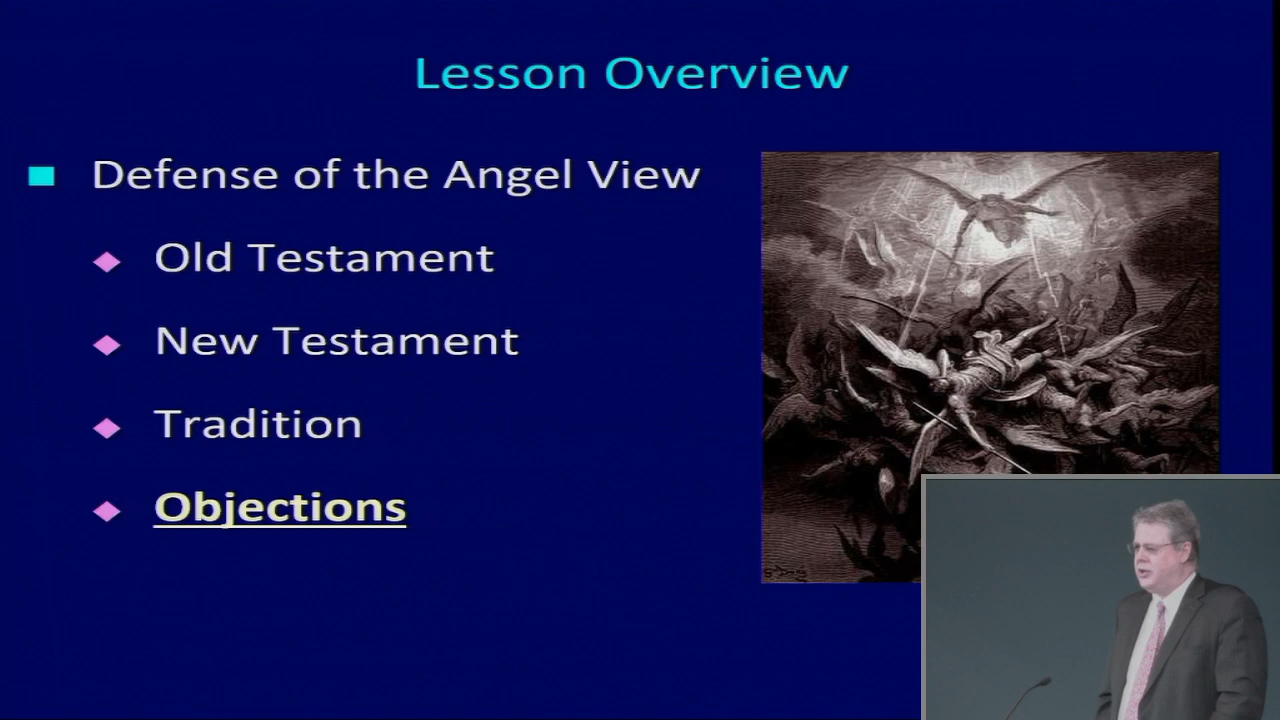 Lesson Overview
Defense of the Angel View
Old Testament
New Testament
Tradition
Objections